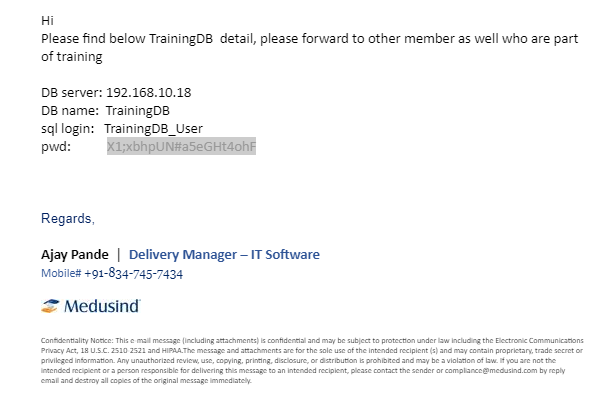 Hi
Please find below TrainingDB detail, please forward to other member as well who are part
of training
DB server: 192.168.10.18
DB name: TrainingDB
sql login: TrainingDB_User
pwd: X1;xbhpUN#a5eGHt4ohF
Regards,
Ajay Pande | Delivery Manager – IT Software
Mobile# +91-834-745-7434
Medusind
Confidentiality Notice: This e-mail message (including attachments) is confidential and may be subject to protection under law including the Electronic Communications
Privacy Act, 18 U.S.C. 2510-2521 and HIPAA.The message and attachments are for the sole use of the intended recipient (s) and may contain proprietary, trade secret or
privileged information. Any unauthorized review, use, copying, printing, disclosure, or distribution is prohibited and may be a violation of law. If you are not the
intended recipient or a person responsible for delivering this message to an intended recipient, please contact the sender or compliance@medusind.com by reply
email and destroy all copies of the original message immediately.